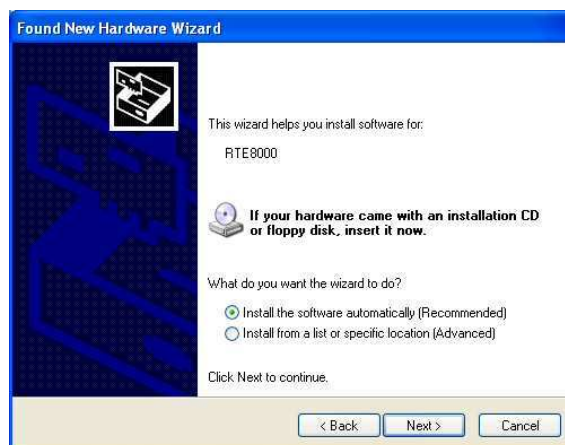 Found New Hardware Wizard
This wizard helps you install software for:
RTE8000
If your hardware came with an installation CD
or floppy disk, insert it now.
What do you want the wizard to do?
Install the software automatically (Recommended)
Install from a list or specific location (Advanced)
Click Next to continue.
< Back
Next >
Cancel